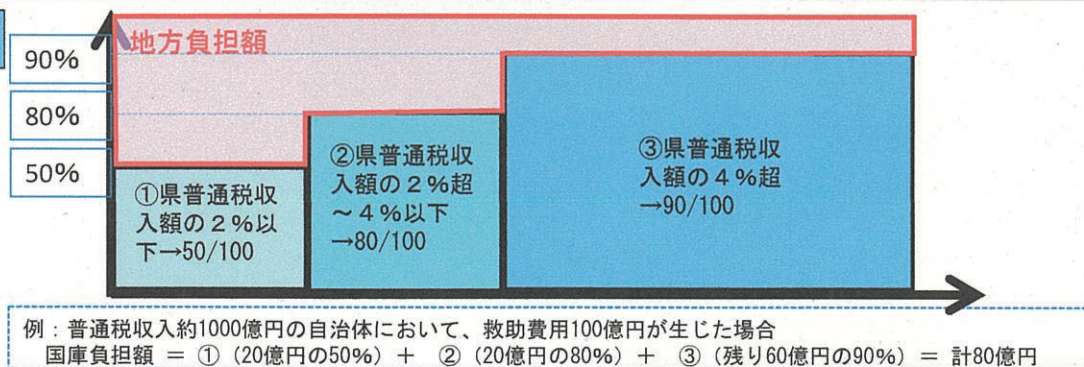 地方負担額
90%
80%
50%
①県普通税収
入額の2%以
下→50/100
②県普通税収
入額の2%超
~4%以下
→80/100
③県普通税収
入額の4%超
→90/100
例:普通税収入約1000億円の自治体において、救助費用100億円が生じた場合
国庫負担額 = ①(20億円の50%)+ ②(20億円の80%)+ ③(残り60億円の90%)= 計80億円